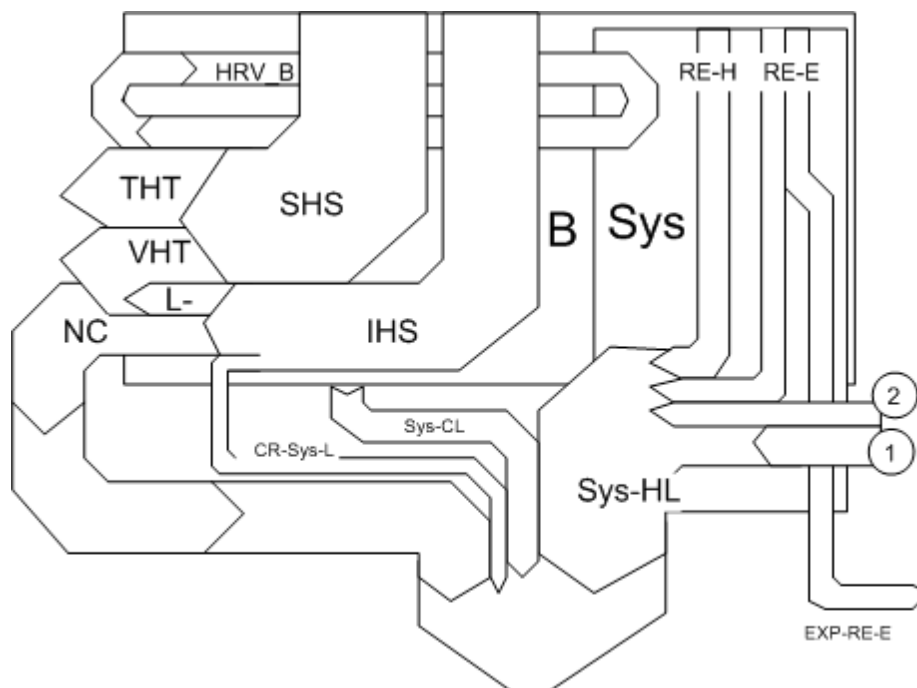 HRV_B
RE-H
RE-E
THT
SHS
B
Sys
VHT
L-
NC
IHS
2
Sys-CL
CR-Sys-L
1
Sys-HL
EXP-RE-E